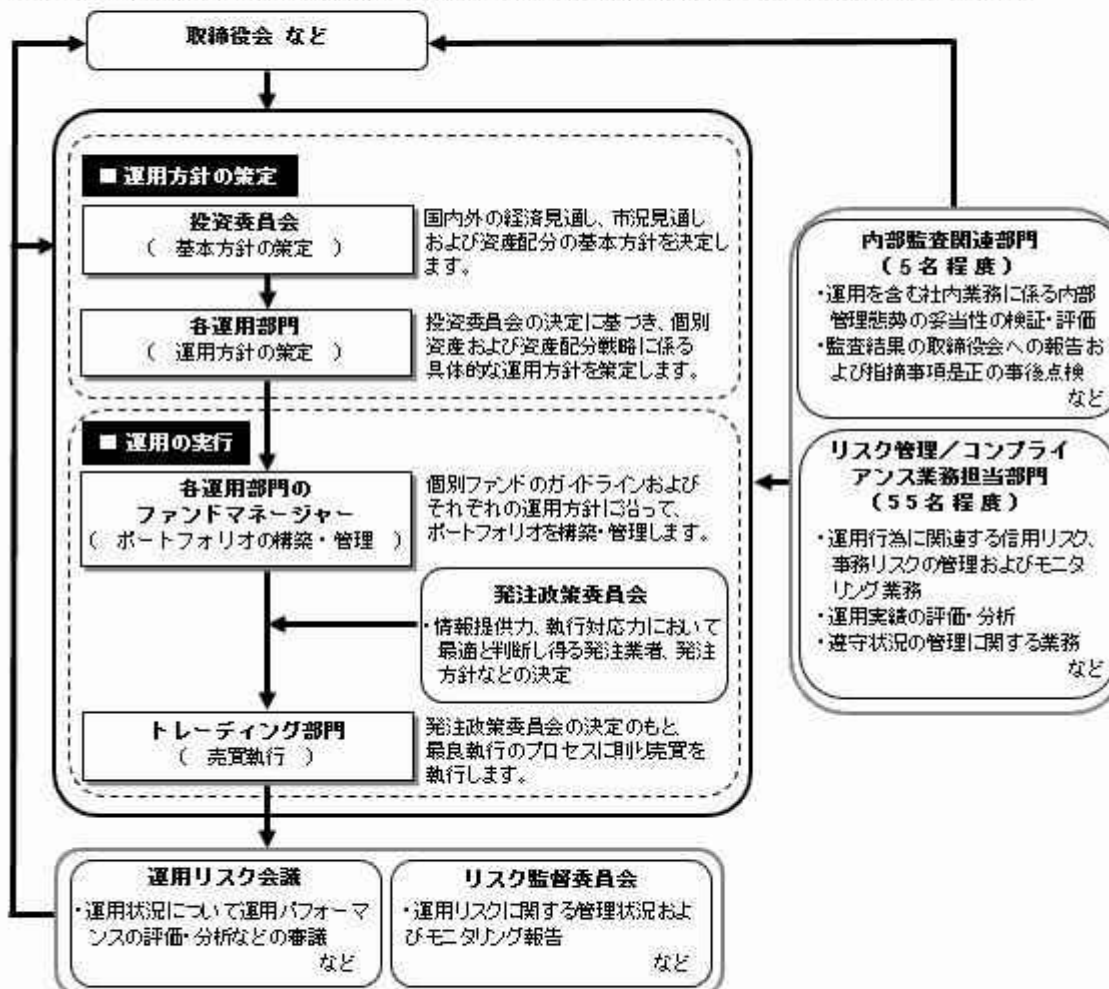 取締役会 など
■ 運用方針の策定
投資委員会
( 基本方針の策定 )
国内外の経済見通し、市況見通し
および資産配分の基本方針を決定し
ます。
各運用部門
( 運用方針の策定 )
投資委員会の決定に基づき、個別
資産および資産配分戦略に係る
具体的な運用方針を策定します。
■ 運用の実行
各運用部門の
ファンドマネージャー
( ポートフォリオの構築・管理 )
個別ファンドのガイドラインおよび
それぞれの運用方針に沿って、
ポートフォリオを構築・管理します。
発注政策委員会
・情報提供力、執行対応力において
最適と判断し得る発注業者、発注
方針などの決定
トレーディング部門
( 売買執行 )
発注政策委員会の決定のもと、
最良執行のプロセスに則り売買を
執行します。
内部監査関連部門
(5名程度)
・運用を含む社内業務に係る内部
管理態勢の妥当性の検証・評価
・監査結果の取締役会への報告お
よび指摘事項是正の事後点検
など
リスク管理/コンプライ
アンス業務担当部門
(55名程度)
・運用行為に関連する信用リスク、
事務リスクの管理およびモニタ
リング業務
・運用実績の評価・分析
・遵守状況の管理に関する業務
など
運用リスク会議
・運用状況について運用パフォーマ
ンスの評価・分析などの審議
など
リスク監督委員会
・運用リスクに関する管理状況およ
びモニタリング報告
など